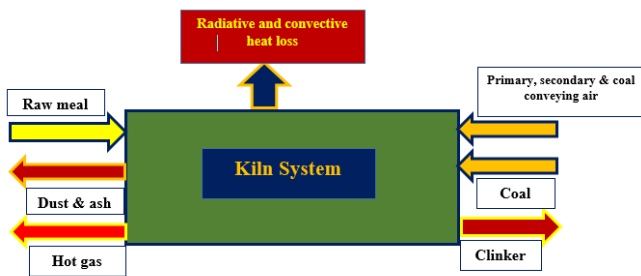 Radiative and convective
heat loss
Primary, secondary & coal
conveying air
Raw meal
Kiln System
Dust & ash
Coal
Hot gas
Clinker